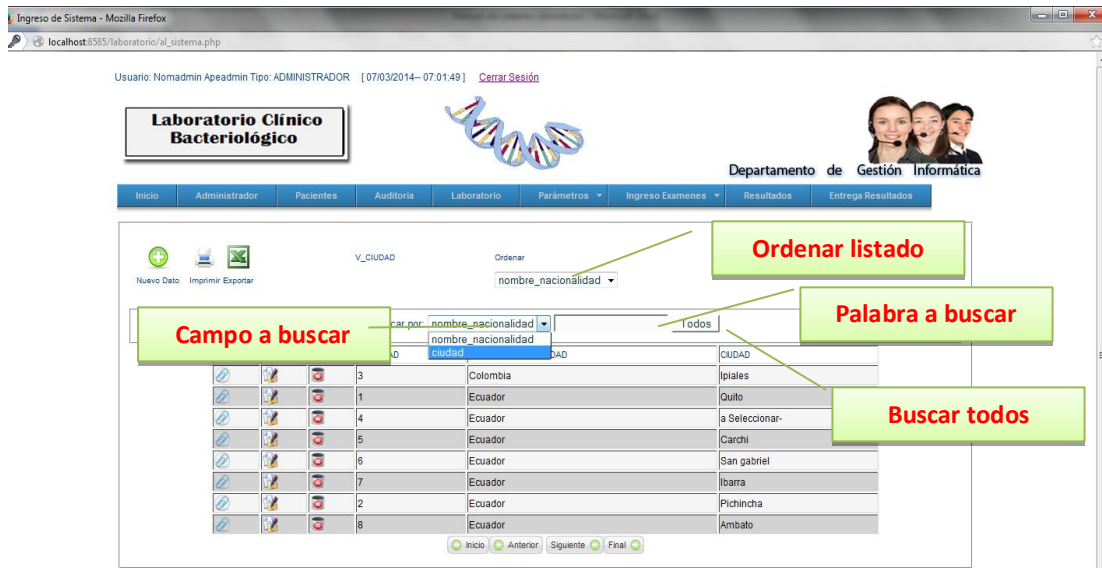 Ingreso de Sistema - Mozilla Firefox
localhost:8585/laboratorio/al_sistema.php
Usuario: Nomadmin Apeadmin Tipo: ADMINISTRADOR [ 07/03/2014-- 07:01:49 ] Cerrar Sesión
Laboratorio Clínico
Bacteriológico
Departamento de Gestión Informática
Inicio Administrador Pacientes Auditoria Laboratorio Parámetros Ingreso Examenes Resultados Entrega Resultados
Nuevo Dato Imprimir Exportar
V_CIUDAD
Ordenar
nombre_nacionalidad
Ordenar listado
Palabra a buscar
Campo a buscar
car por: nombre_nacionalidad Todos
nombre_nacionalidad
ciudad
Buscar todos
AD DAD CIUDAD
3 Colombia Ipiales
1 Ecuador Quito
4 Ecuador a Seleccionar-
5 Ecuador Carchi
6 Ecuador San gabriel
7 Ecuador Ibarra
2 Ecuador Pichincha
8 Ecuador Ambato
Inicio Anterior Siguiente Final